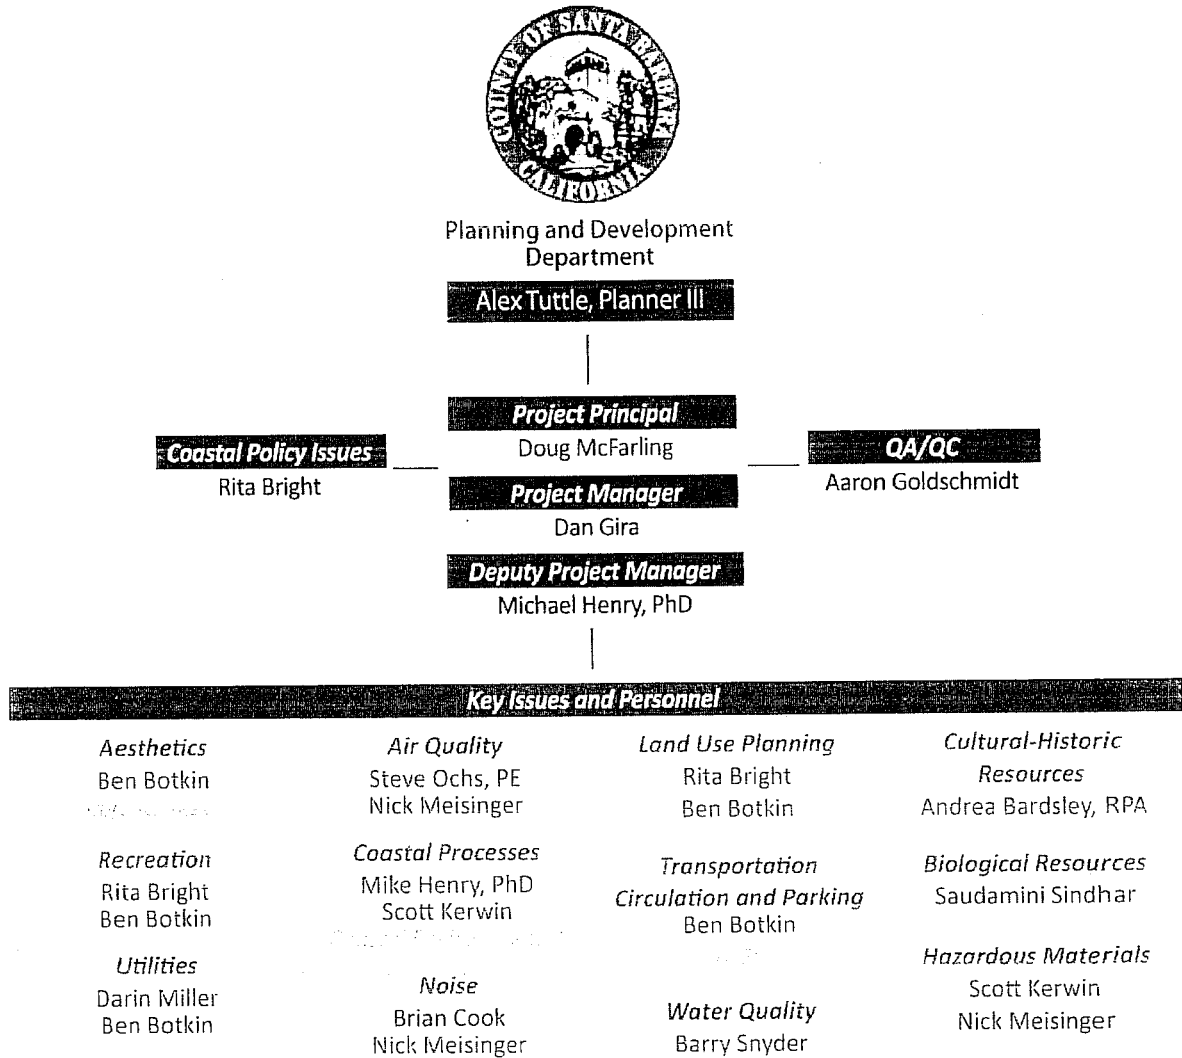 COUNTY OF SANTA BARBARA
CALIFORNIA
Planning and Development
Department
Alex Tuttle, Planner III
Project Principal
Doug McFarling
Coastal Policy Issues
Rita Bright
QA/QC
Aaron Goldschmidt
Project Manager
Dan Gira
Deputy Project Manager
Michael Henry, PhD
Key Issues and Personnel
Aesthetics
Ben Botkin
Recreation
Rita Bright
Ben Botkin
Utilities
Darin Miller
Ben Botkin
Air Quality
Steve Ochs, PE
Nick Meisinger
Coastal Processes
Mike Henry, PhD
Scott Kerwin
Noise
Brian Cook
Nick Meisinger
Land Use Planning
Rita Bright
Ben Botkin
Transportation
Circulation and Parking
Ben Botkin
Water Quality
Barry Snyder
Cultural-Historic
Resources
Andrea Bardsley, RPA
Biological Resources
Saudamini Sindhar
Hazardous Materials
Scott Kerwin
Nick Meisinger